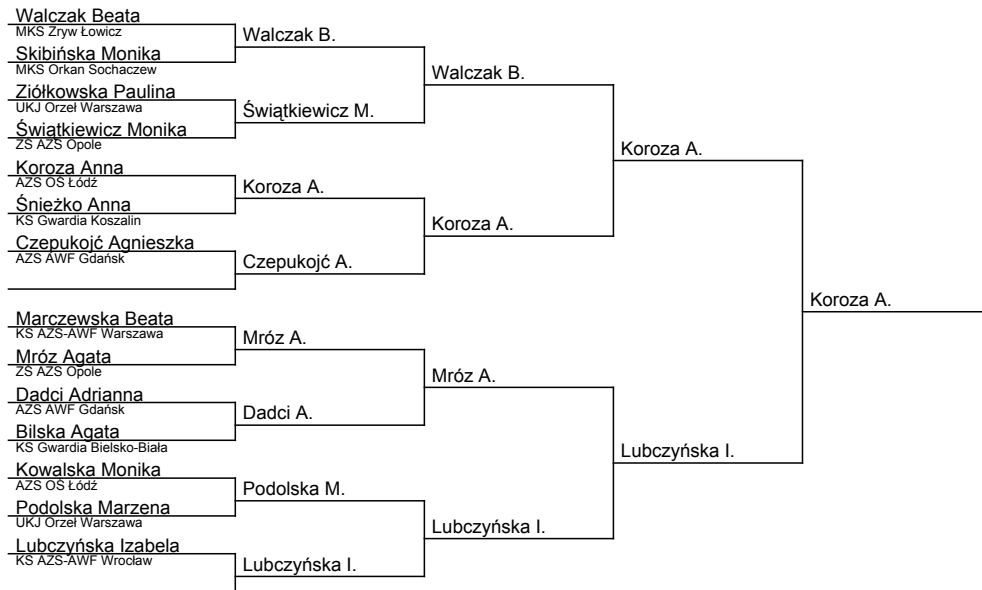 Walczak Beata
MKS Zryw Łowicz
Skibińska Monika
MKS Orkan Sochaczew
Ziółkowska Paulina
UKJ Orzeł Warszawa
Świątkiewicz Monika
ZS AZS Opole
Koroza Anna
AZS OŚ Łódź
Śnieżko Anna
KS Gwardia Koszalin
Czepukojć Agnieszka
AZS AWF Gdańsk
Marczewska Beata
KS AZS-AWF Warszawa
Mróz Agata
ZS AZS Opole
Dadci Adrianna
AZS AWF Gdańsk
Bilska Agata
KS Gwardia Bielsko-Biała
Kowalska Monika
AZS OŚ Łódź
Podolska Marzena
UKJ Orzeł Warszawa
Lubczyńska Izabela
KS AZS-AWF Wrocław
Walczak B.
Świątkiewicz M.
Koroza A.
Czepukojć A.
Mróz A.
Dadci A.
Podolska M.
Lubczyńska I.
Walczak B.
Koroza A.
Mróz A.
Lubczyńska I.
Koroza A.
Lubczyńska I.
Koroza A.